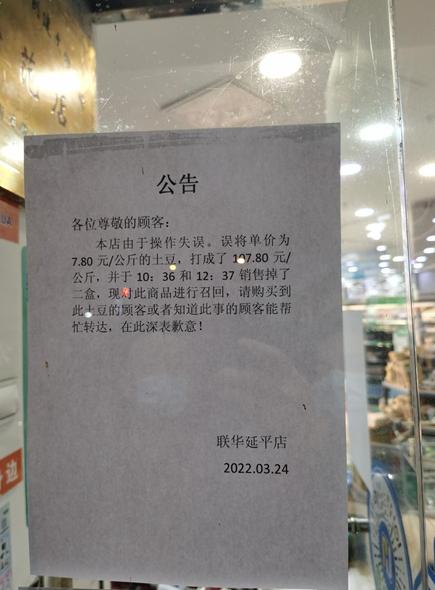 范
店
公告
各位尊敬的顾客：
本店由于操作失误。误将单价为
7.80 元/公斤的土豆，打成了 107.80 元/
公斤，并于 10：36 和 12：37 销售掉了
二盒，现对此商品进行召回，请购买到
此土豆的顾客或者知道此事的顾客能帮
忙转达，在此深表歉意！
联华延平店
2022.03.24
边